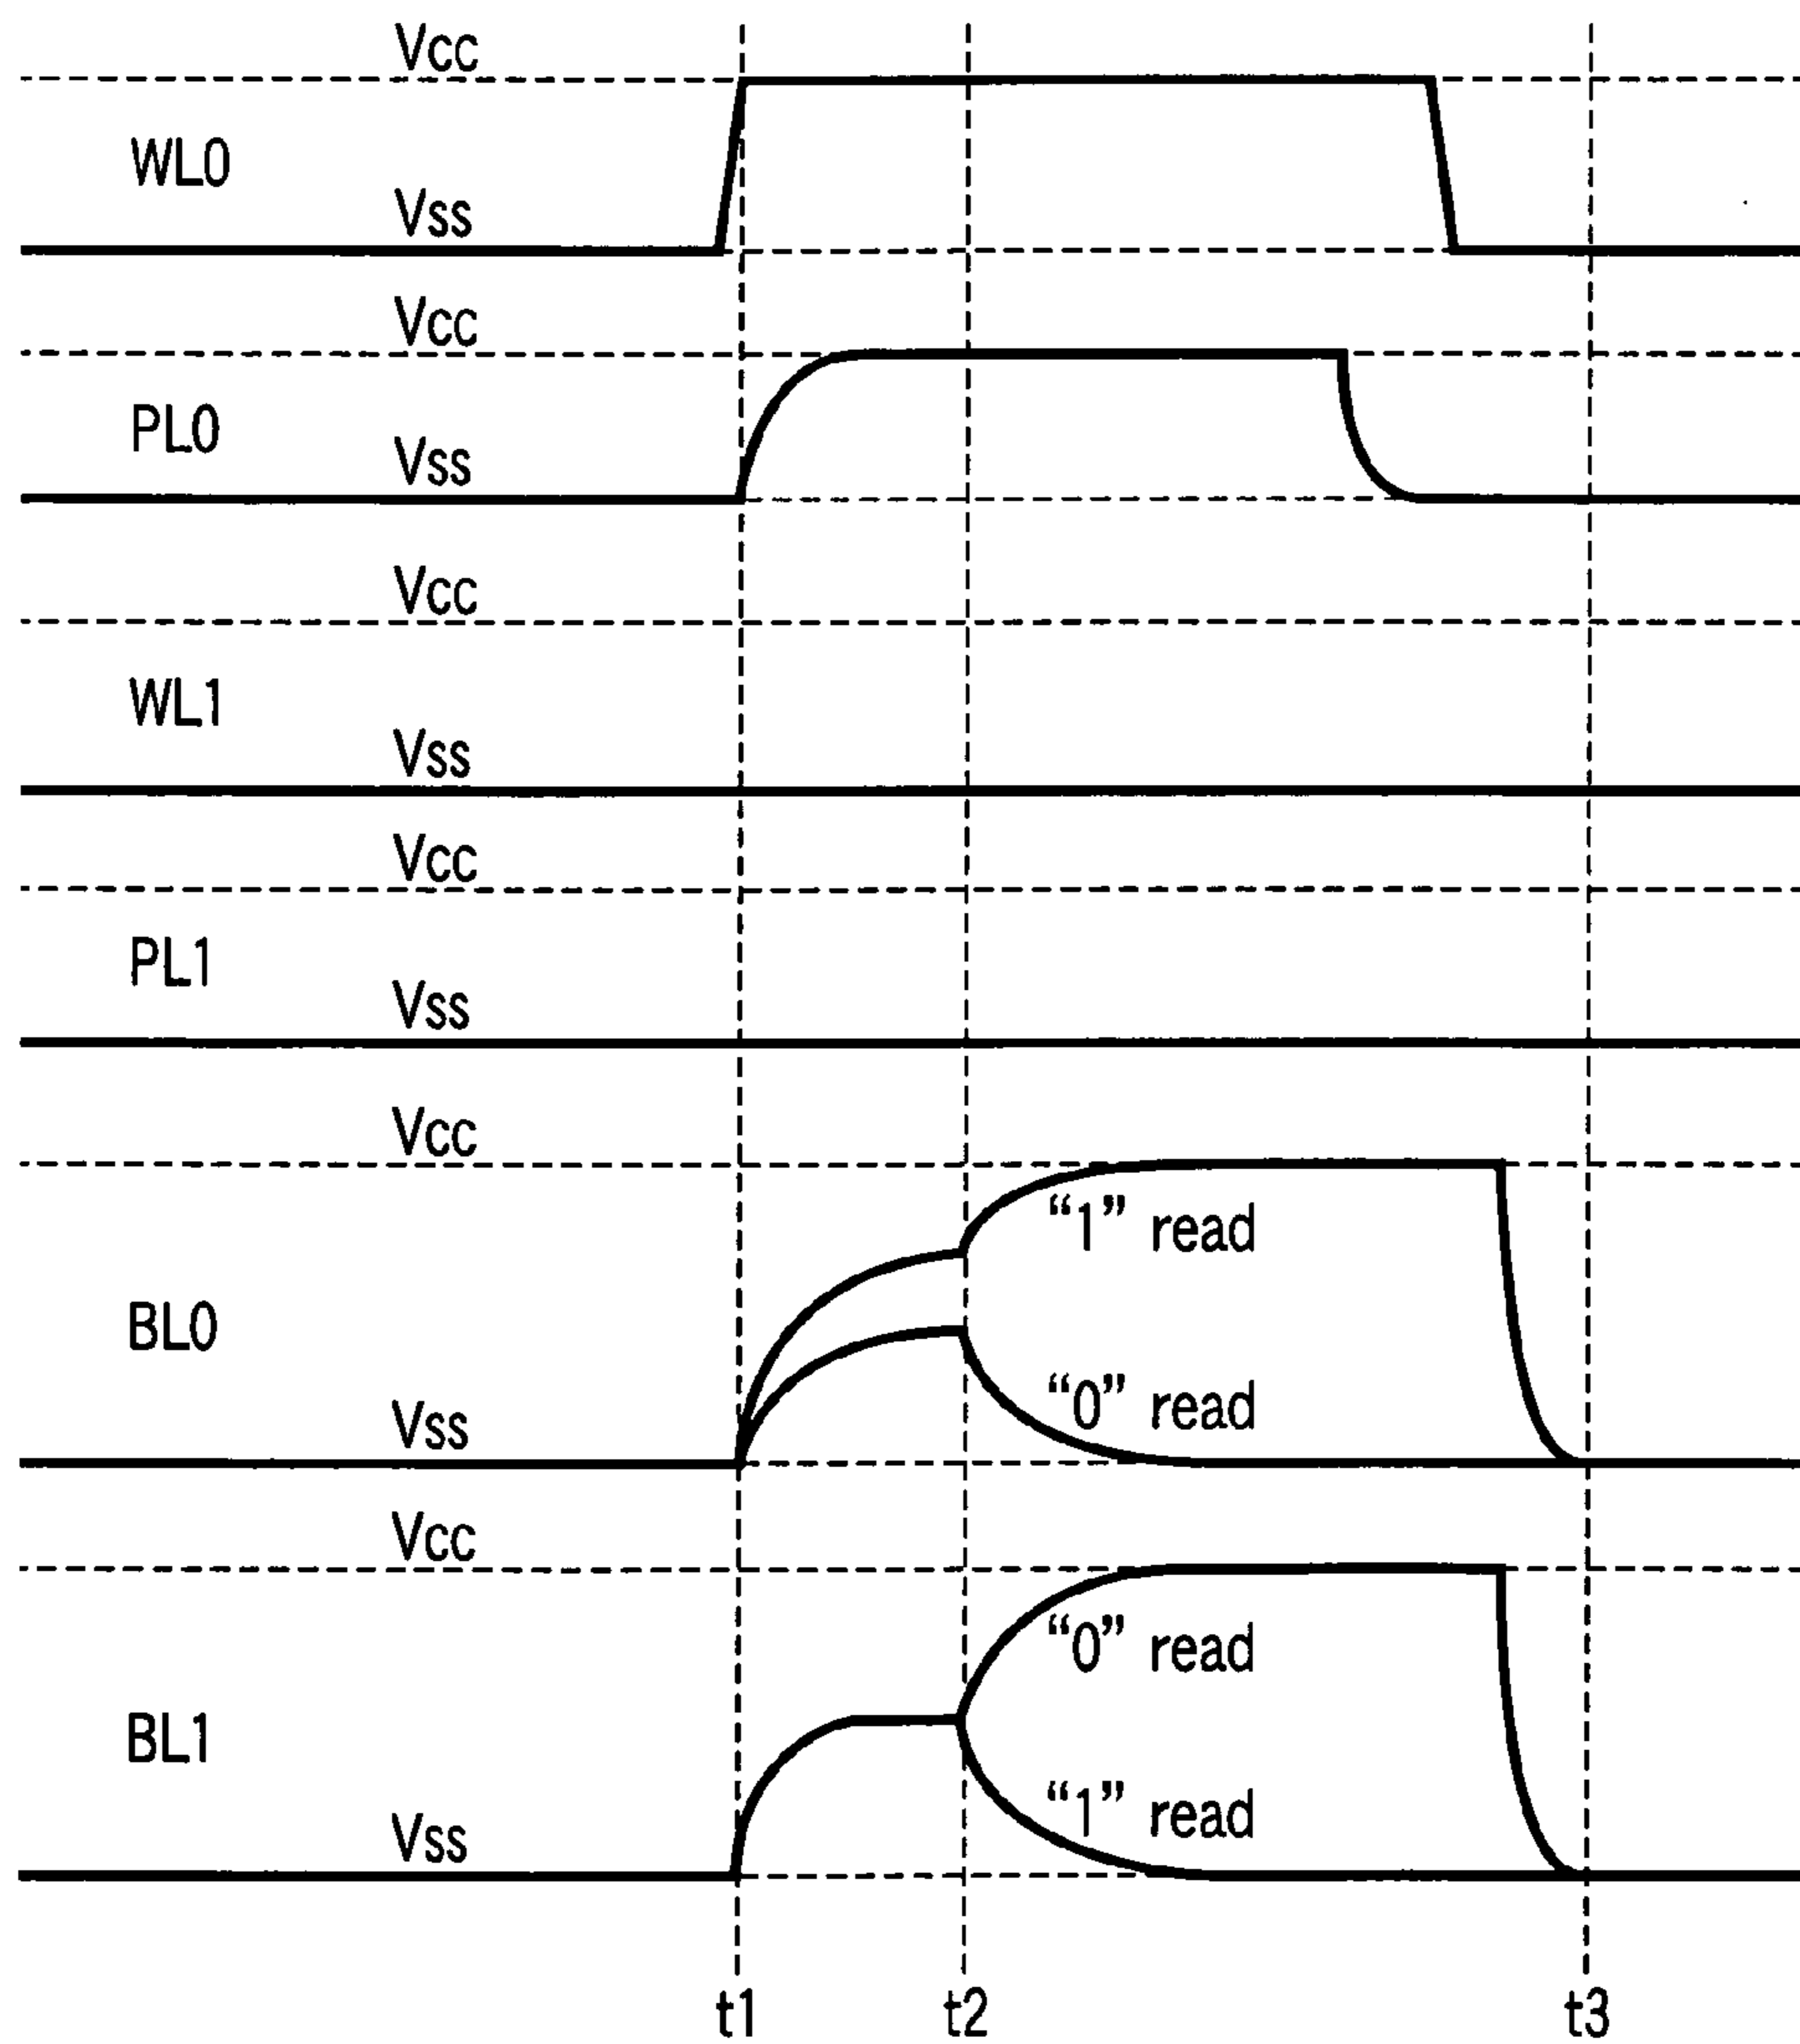 Vcc
WL0
Vss
Vcc
PL0
Vss
Vcc
WL1
Vss
Vcc
PL1
Vss
Vcc
“1” read
BL0
“0” read
Vss
Vcc
“0” read
BL1
“1” read
Vss
t1 t2 t3